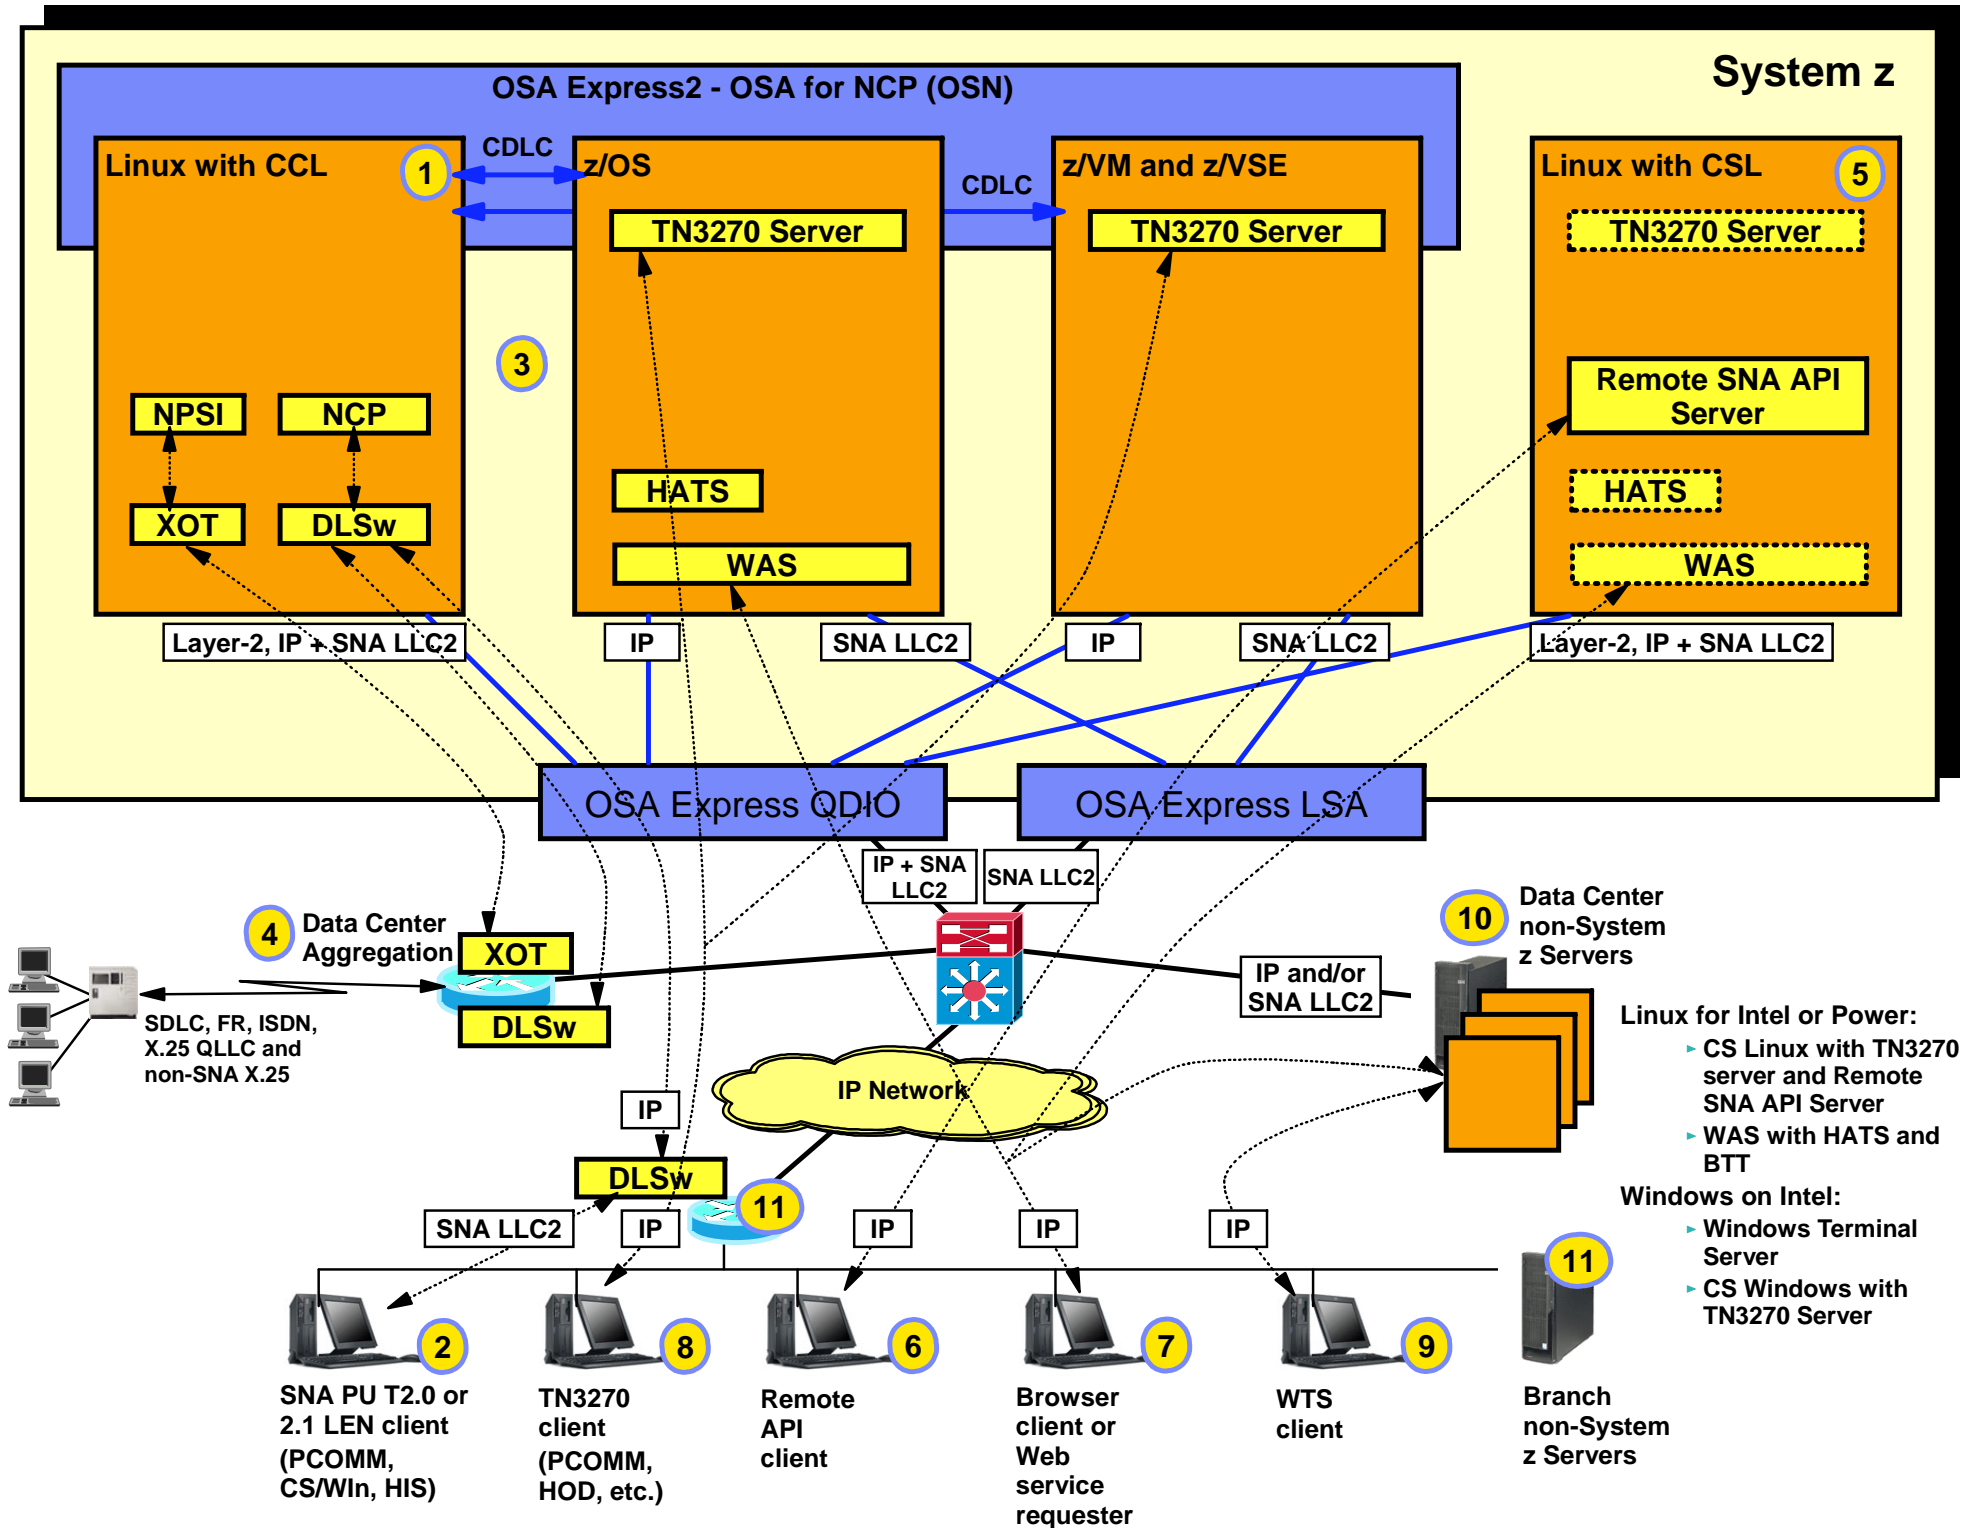 System z
OSA Express2 - OSA for NCP (OSN)
Linux with CCL
1
CDLC
z/OS
CDLC
z/VM and z/VSE
Linux with CSL
5
TN3270 Server
TN3270 Server
TN3270 Server
3
Remote SNA API
Server
NPSI
NCP
HATS
HATS
XOT
DLSw
WAS
WAS
Layer-2, IP + SNA LLC2
IP
SNA LLC2
IP
SNA LLC2
Layer-2, IP + SNA LLC2
OSA Express QDIO
OSA Express LSA
IP + SNA
LLC2
SNA LLC2
4
Data Center
Aggregation
XOT
DLSw
SDLC, FR, ISDN,
X.25 QLLC and
non-SNA X.25
IP and/or
SNA LLC2
10
Data Center
non-System
z Servers
Linux for Intel or Power:
► CS Linux with TN3270
server and Remote
SNA API Server
► WAS with HATS and
BTT
Windows on Intel:
► Windows Terminal
Server
► CS Windows with
TN3270 Server
IP Network
IP
DLSw
11
SNA LLC2
IP
IP
IP
IP
11
2
8
6
7
9
SNA PU T2.0 or
2.1 LEN client
(PCOMM,
CS/WIn, HIS)
TN3270
client
(PCOMM,
HOD, etc.)
Remote
API
client
Browser
client or
Web
service
requester
WTS
client
Branch
non-System
z Servers